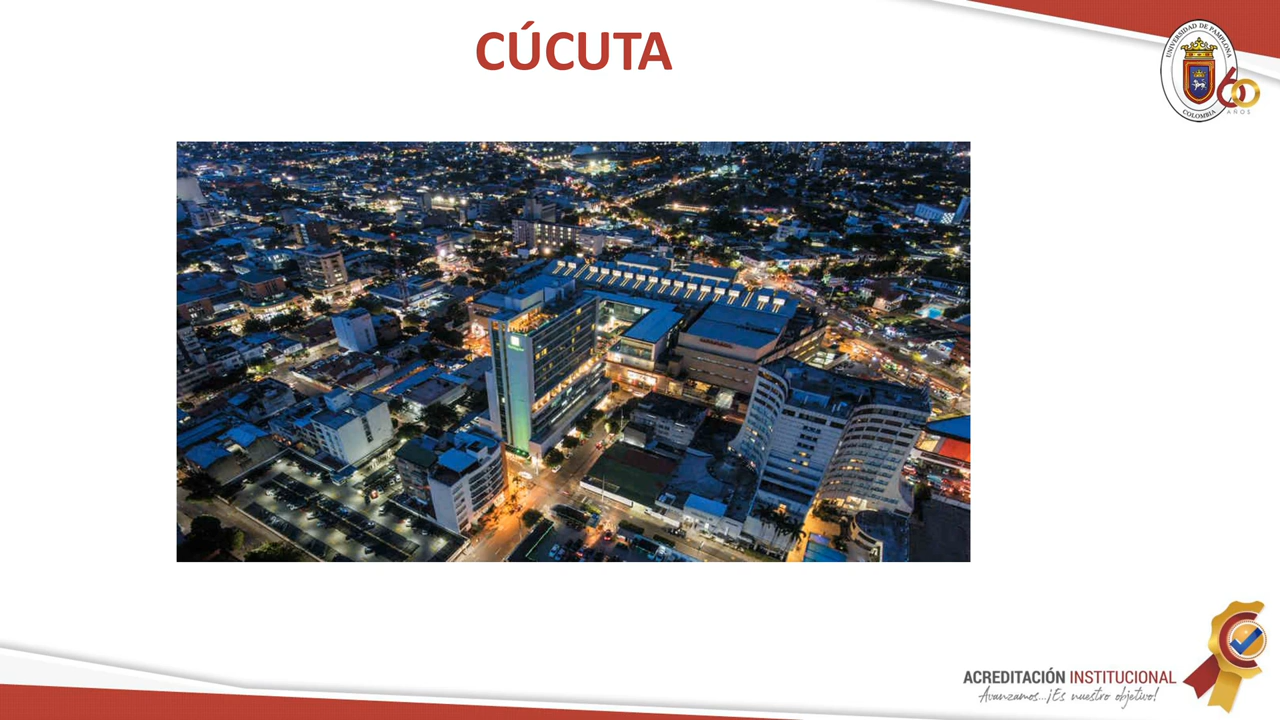 CÚCUTA
UNIVERSIDAD DE PAMPLONA
60
AÑOS
COLOMBIA
ACREDITACIÓN INSTITUCIONAL
Avanzamos...¡Es nuestro objetivo!